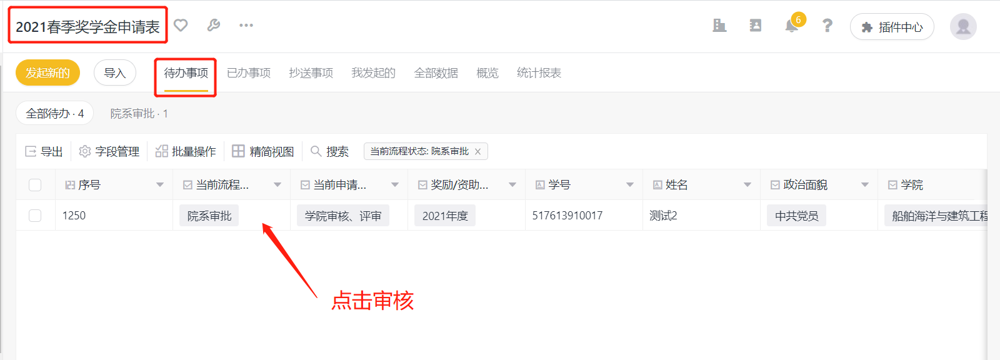 2021春季奖学金申请表
6
?
插件中心
发起新的 导入 待办事项 已办事项 抄送事项 我发起的 全部数据 概览 统计报表
全部待办 · 4 院系审批 · 1
导出 字段管理 批量操作 精简视图 搜索 当前流程状态: 院系审批 ×
序号 当前流程... 当前申请... 奖励/资助... 学号 姓名 政治面貌 学院
1250 院系审批 学院审核、评审 2021年度 517613910017 测试2 中共党员 船舶海洋与建筑工程
点击审核